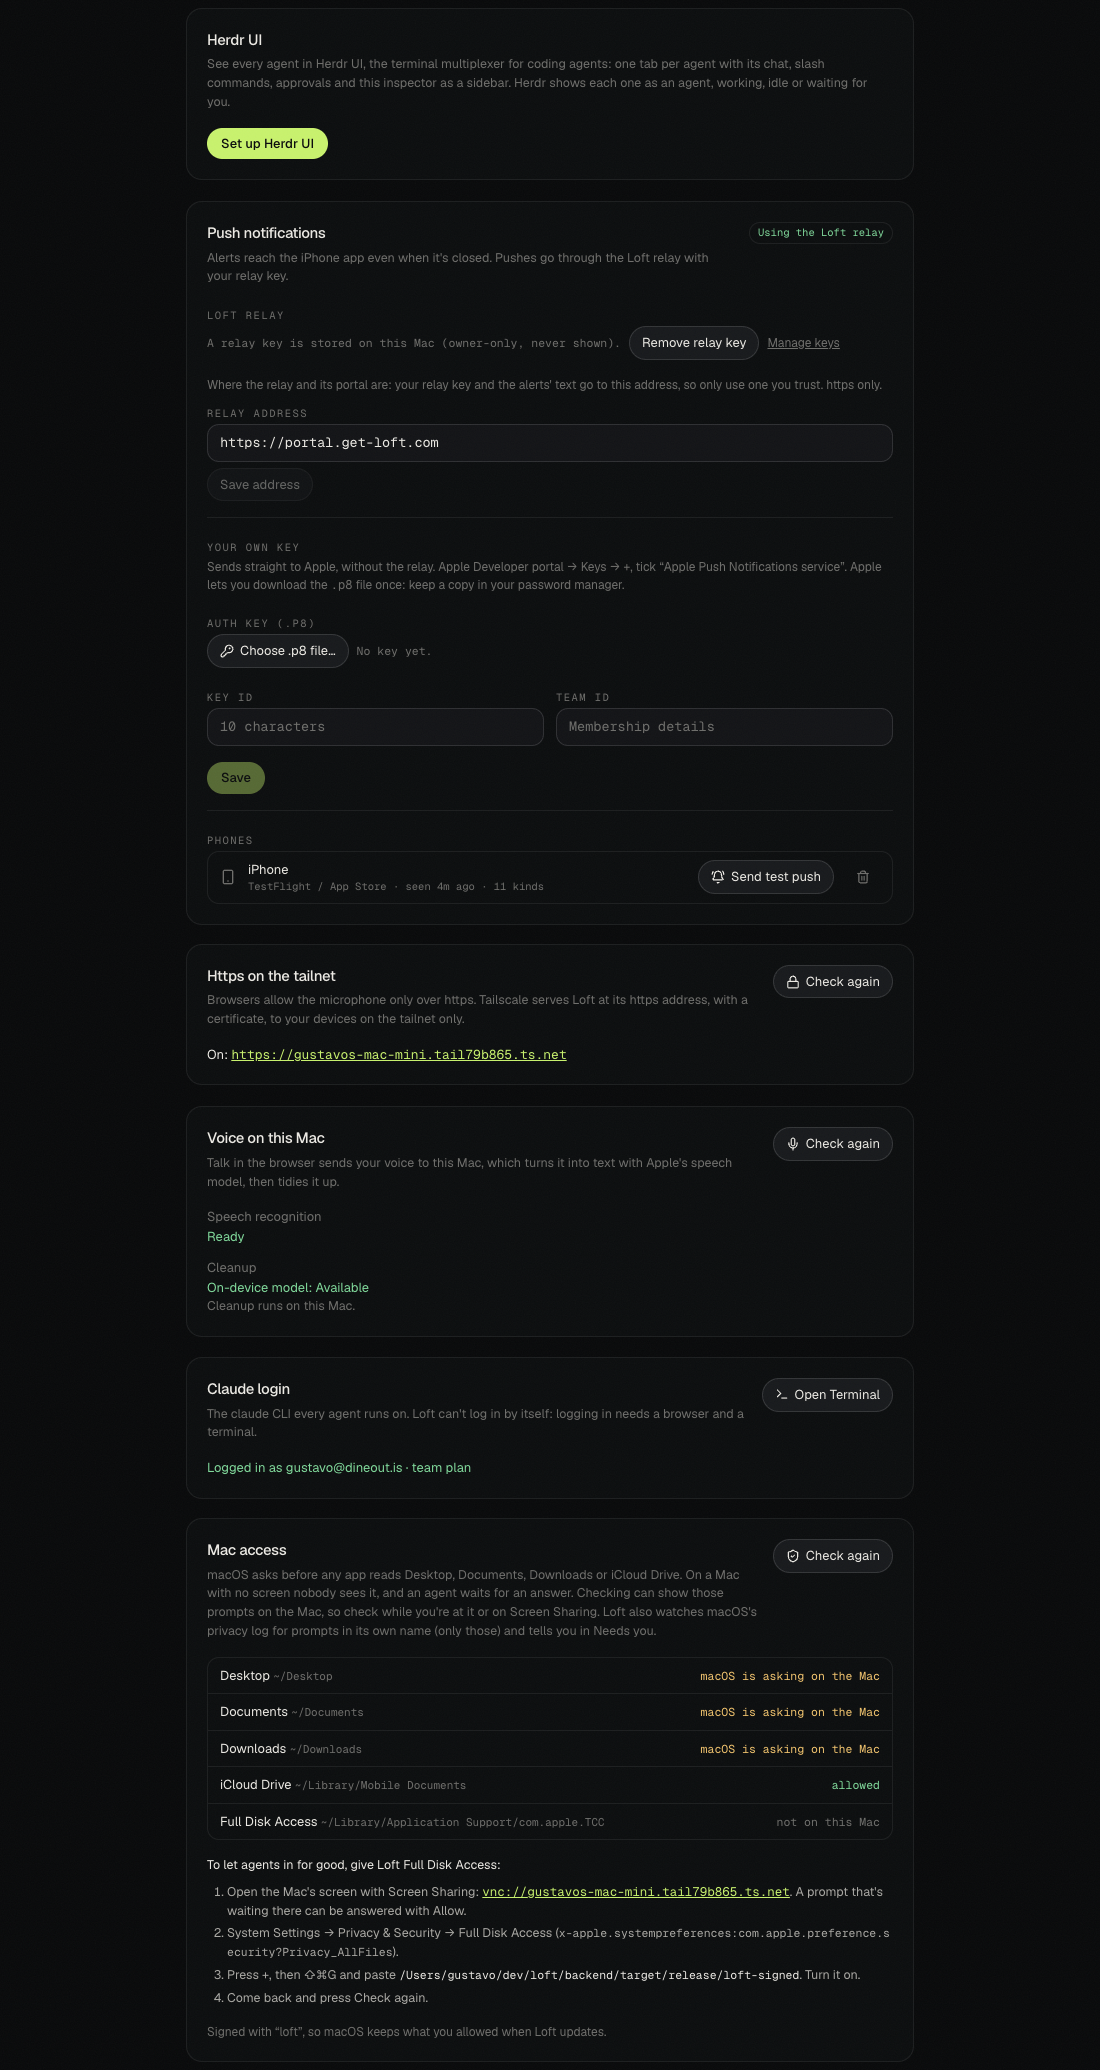 Herdr UI
See every agent in Herdr UI, the terminal multiplexer for coding agents: one tab per agent with its chat, slash
commands, approvals and this inspector as a sidebar. Herdr shows each one as an agent, working, idle or waiting for
you.
Set up Herdr UI
Push notifications
Using the Loft relay
Alerts reach the iPhone app even when it's closed. Pushes go through the Loft relay with
your relay key.
LOFT RELAY
A relay key is stored on this Mac (owner-only, never shown). Remove relay key Manage keys
Where the relay and its portal are: your relay key and the alerts' text go to this address, so only use one you trust. https only.
RELAY ADDRESS
https://portal.get-loft.com
Save address
YOUR OWN KEY
Sends straight to Apple, without the relay. Apple Developer portal → Keys → +, tick “Apple Push Notifications service”. Apple
lets you download the .p8 file once: keep a copy in your password manager.
AUTH KEY (.P8)
Choose .p8 file… No key yet.
KEY ID TEAM ID
10 characters Membership details
Save
PHONES
iPhone
TestFlight / App Store · seen 4m ago · 11 kinds
Send test push
Https on the tailnet
Check again
Browsers allow the microphone only over https. Tailscale serves Loft at its https address, with a
certificate, to your devices on the tailnet only.
On: https://gustavos-mac-mini.tail79b865.ts.net
Voice on this Mac
Check again
Talk in the browser sends your voice to this Mac, which turns it into text with Apple's speech
model, then tidies it up.
Speech recognition
Ready
Cleanup
On-device model: Available
Cleanup runs on this Mac.
Claude login
Open Terminal
The claude CLI every agent runs on. Loft can't log in by itself: logging in needs a browser and a
terminal.
Logged in as gustavo@dineout.is · team plan
Mac access
Check again
macOS asks before any app reads Desktop, Documents, Downloads or iCloud Drive. On a Mac
with no screen nobody sees it, and an agent waits for an answer. Checking can show those
prompts on the Mac, so check while you're at it or on Screen Sharing. Loft also watches macOS's
privacy log for prompts in its own name (only those) and tells you in Needs you.
Desktop ~/Desktop macOS is asking on the Mac
Documents ~/Documents macOS is asking on the Mac
Downloads ~/Downloads macOS is asking on the Mac
iCloud Drive ~/Library/Mobile Documents allowed
Full Disk Access ~/Library/Application Support/com.apple.TCC not on this Mac
To let agents in for good, give Loft Full Disk Access:
1. Open the Mac's screen with Screen Sharing: vnc://gustavos-mac-mini.tail79b865.ts.net. A prompt that's
waiting there can be answered with Allow.
2. System Settings → Privacy & Security → Full Disk Access (x-apple.systempreferences:com.apple.preference.s
ecurity?Privacy_AllFiles).
3. Press +, then ⇧⌘G and paste /Users/gustavo/dev/loft/backend/target/release/loft-signed. Turn it on.
4. Come back and press Check again.
Signed with “loft”, so macOS keeps what you allowed when Loft updates.